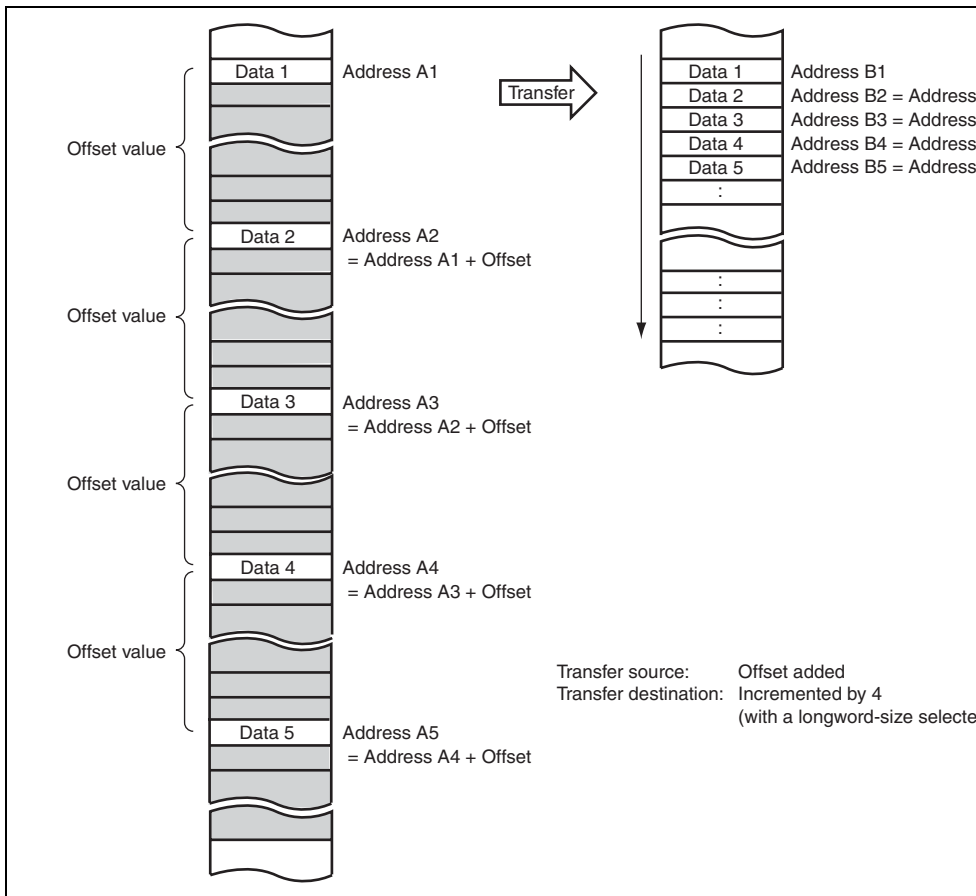 Data 1
Address A1
Offset value
Data 2
Address A2
= Address A1 + Offset
Offset value
Data 3
Address A3
= Address A2 + Offset
Offset value
Data 4
Address A4
= Address A3 + Offset
Offset value
Data 5
Address A5
= Address A4 + Offset
Transfer
Data 1
Address B1
Data 2
Address B2 = Address
Data 3
Address B3 = Address
Data 4
Address B4 = Address
Data 5
Address B5 = Address
:
:
:
:
Transfer source: Offset added
Transfer destination: Incremented by 4
(with a longword-size selecte